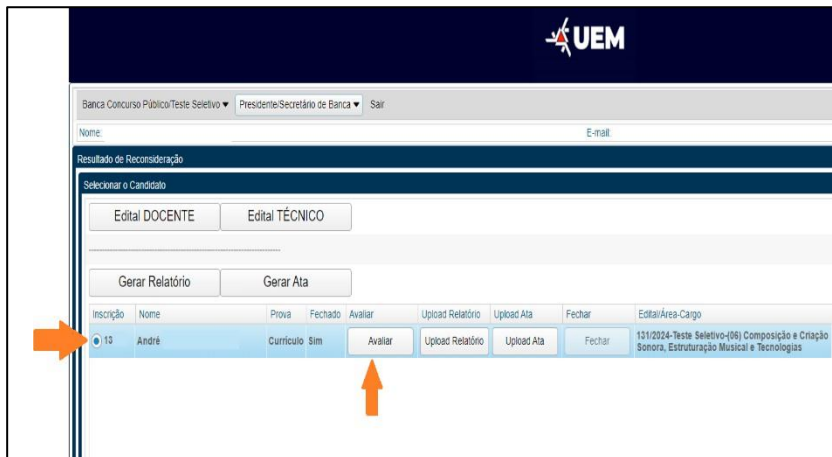 UEM
Banca Concurso Público/Teste Seletivo Presidente/Secretário de Banca Sair
Nome: E-mail:
Resultado de Reconsideração
Selecionar o Candidato
Edital DOCENTE Edital TÉCNICO
Gerar Relatório Gerar Ata
Inscrição Nome Prova Fechado Avaliar Upload Relatório Upload Ata Fechar Edital/Área-Cargo
13 André Currículo Sim Avaliar Upload Relatório Upload Ata Fechar 131/2024-Teste Seletivo-(06) Composição e Criação
Sonora, Estruturação Musical e Tecnologias